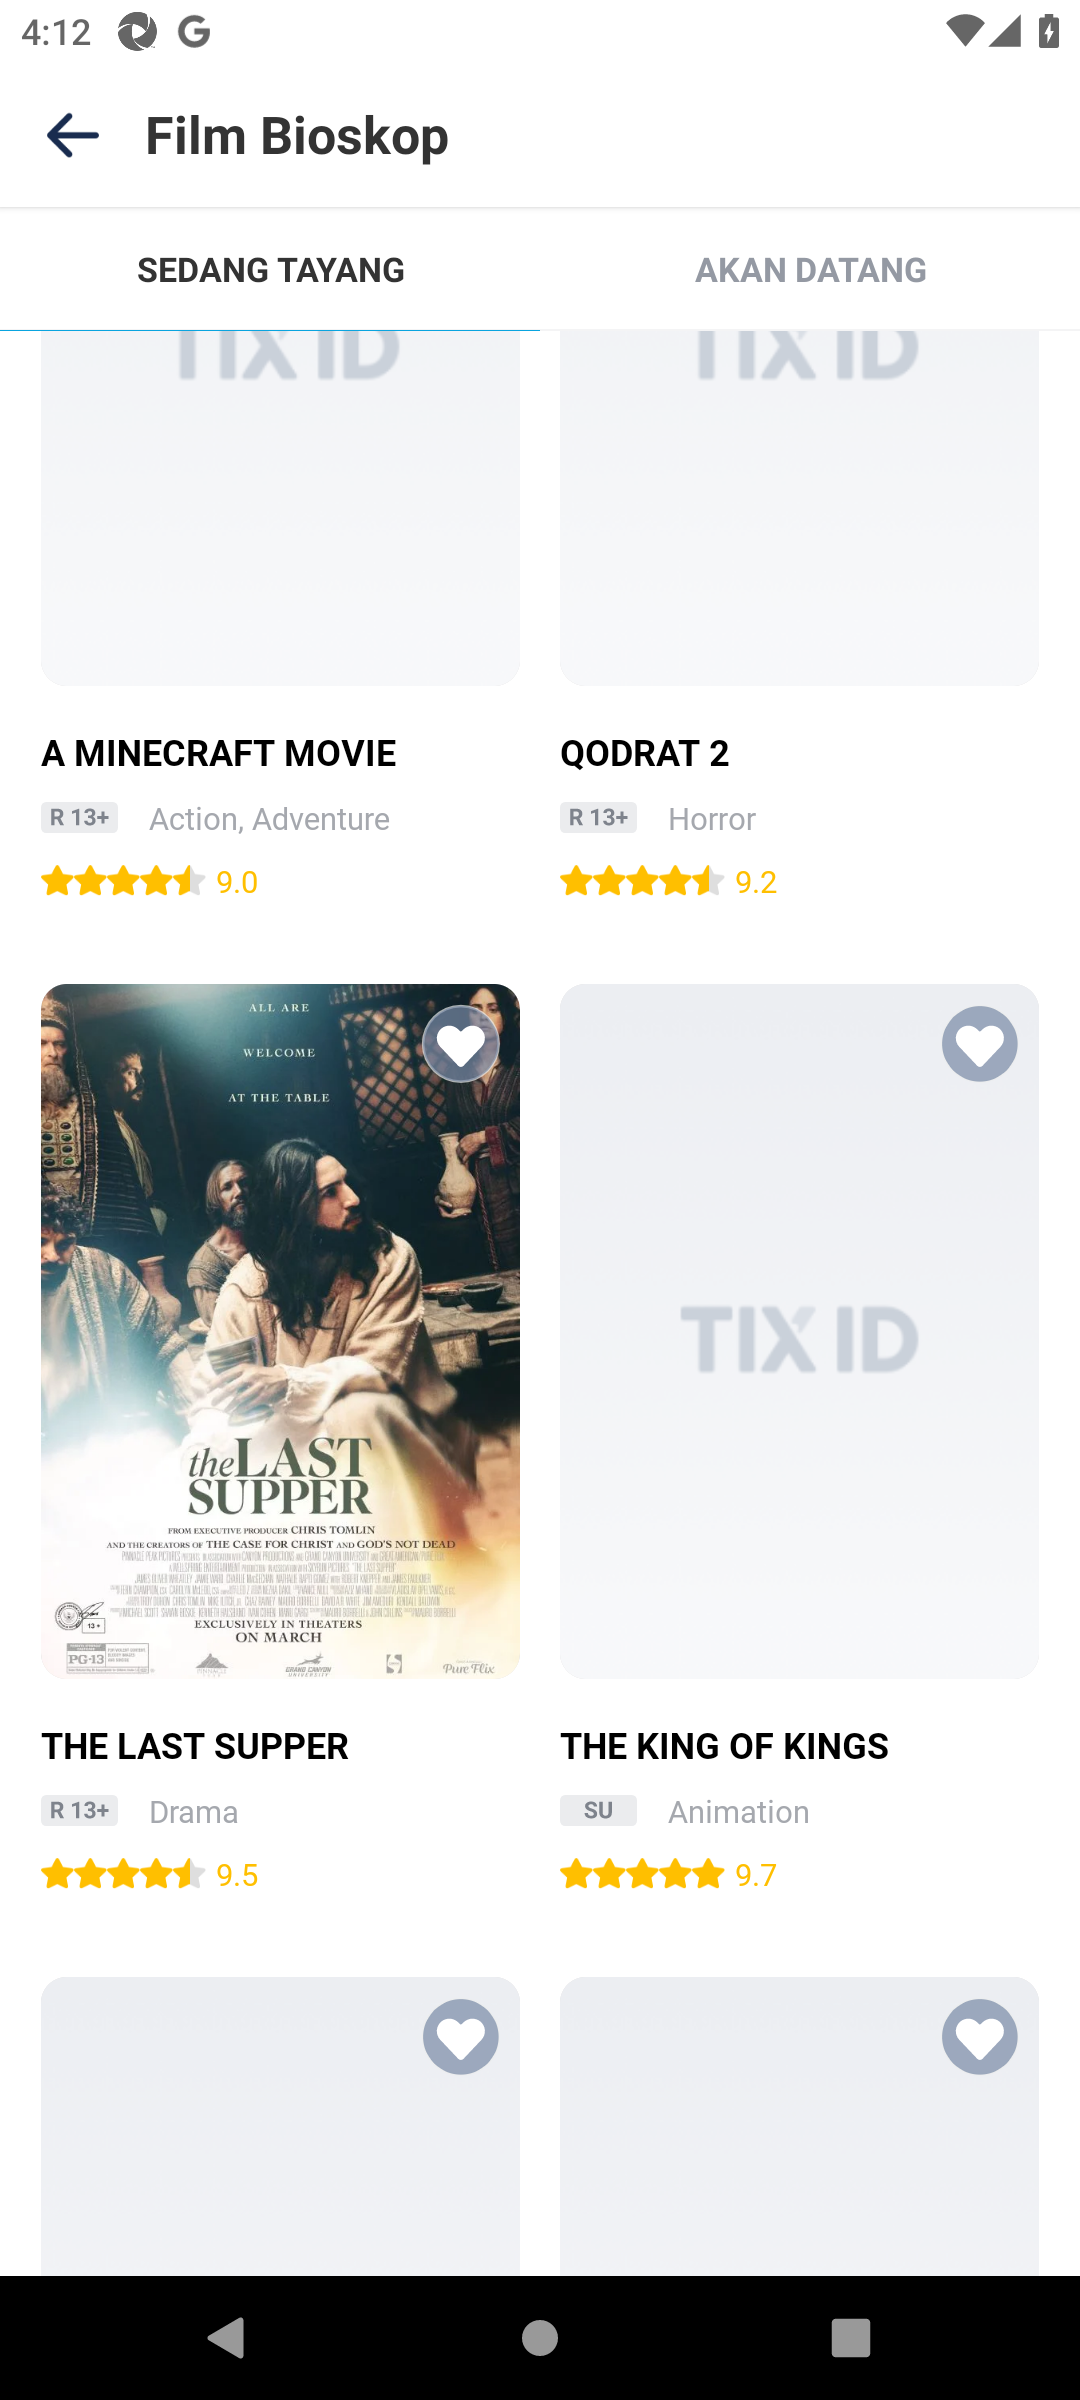 4:12
Film Bioskop
SEDANG TAYANG
AKAN DATANG
TIX ID
TIX ID
A MINECRAFT MOVIE
R 13+
Action, Adventure
9.0
QODRAT 2
R 13+
Horror
9.2
ALL ARE
WELCOME
AT THE TABLE
the LAST
SUPPER
FROM EXECUTIVE PRODUCER CHRIS TOMLIN
AND THE CREATORS OF THE CASE FOR CHRIST AND GOD'S NOT DEAD
EXCLUSIVELY IN THEATERS
ON MARCH
13+
PG-13
GRAND CANYON
UNIVERSITY
Pure Flix
TIX ID
THE LAST SUPPER
R 13+
Drama
9.5
THE KING OF KINGS
SU
Animation
9.7